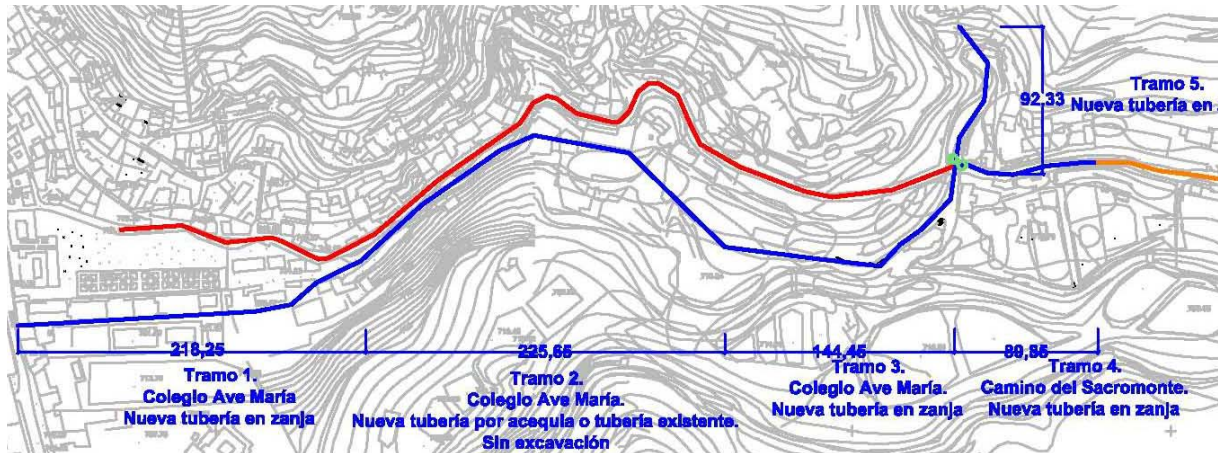 92,33
Tramo 5.
Nueva tubería en
218,25
225,65
144,45
89,85
Tramo 1.
Colegio Ave María
Nueva tubería en zanja
Tramo 2.
Colegio Ave María.
Nueva tubería por acequia o tubería existente.
Sin excavación
Tramo 3.
Colegio Ave María.
Nueva tubería en zanja
Tramo 4.
Camino del Sacromonte.
Nueva tubería en zanja